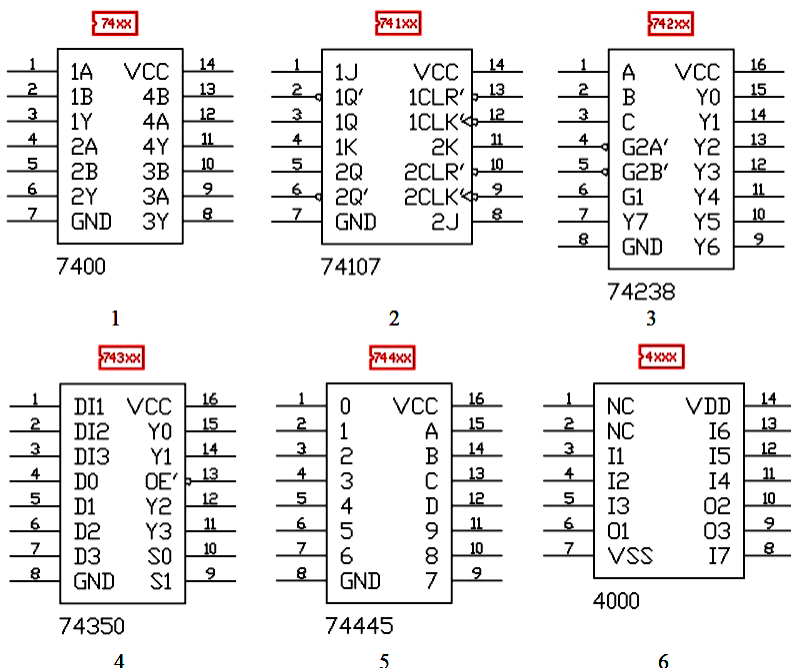 74xx 741xx 742xx
1 1A VCC 14 1 1J VCC 14 1 A VCC 16
2 1B 4B 13 2 1Q' 1CLR' 13 2 B Y0 15
3 1Y 4A 12 3 1Q 1CLK' 12 3 C Y1 14
4 2A 4Y 11 4 1K 2K 11 4 G2A' Y2 13
5 2B 3B 10 5 2Q 2CLR' 10 5 G2B' Y3 12
6 2Y 3A 9 6 2Q' 2CLK' 9 6 G1 Y4 11
7 GND 3Y 8 7 GND 2J 8 7 Y7 Y5 10
8 GND Y6 9
7400 74107 74238
1 2 3
743xx 744xx 4xxx
1 DI1 VCC 16 1 0 VCC 16 1 NC VDD 14
2 DI2 Y0 15 2 1 A 15 2 NC I6 13
3 DI3 Y1 14 3 2 B 14 3 I1 I5 12
4 D0 OE' 13 4 3 C 13 4 I2 I4 11
5 D1 Y2 12 5 4 D 12 5 I3 O2 10
6 D2 Y3 11 6 5 9 11 6 O1 O3 9
7 D3 S0 10 7 6 8 10 7 VSS I7 8
8 GND S1 9 8 GND 7 9
74350 74445 4000
4 5 6